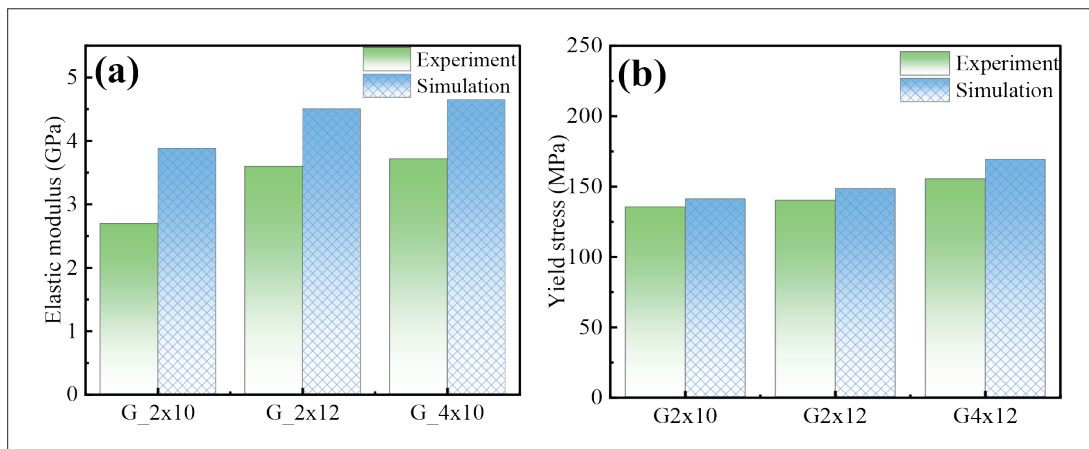 (a)
Experiment
Simulation
Elastic modulus (GPa)
5
4
3
2
1
0
G_2x10
G_2x12
G_4x10
(b)
Experiment
Simulation
Yield stress (MPa)
250
200
150
100
50
0
G2x10
G2x12
G4x12